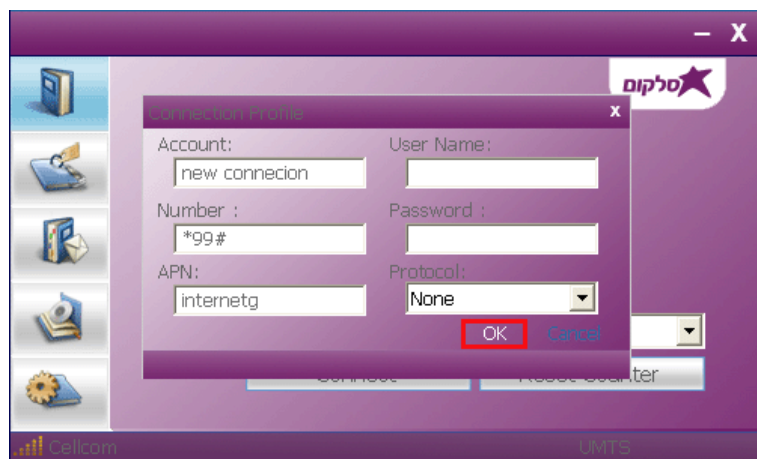 – X
סלקום
Connection Profile x
Account: User Name:
new connecion
Number : Password :
*99#
APN: Protocol:
internetg None
OK Cancel
Connect Reset Counter
Cellcom UMTS